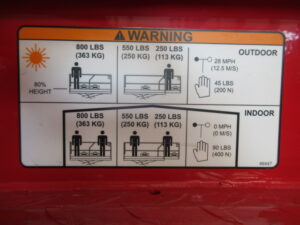 WARNING
800 LBS 550 LBS 250 LBS OUTDOOR
(363 KG) (250 KG) (113 KG)
28 MPH
(12.5 M/S)
80%
HEIGHT
45 LBS
(200 N)
INDOOR
800 LBS 550 LBS 250 LBS
(363 KG) (250 KG) (113 KG)
0 MPH
(0 M/S)
90 LBS
(400 N)